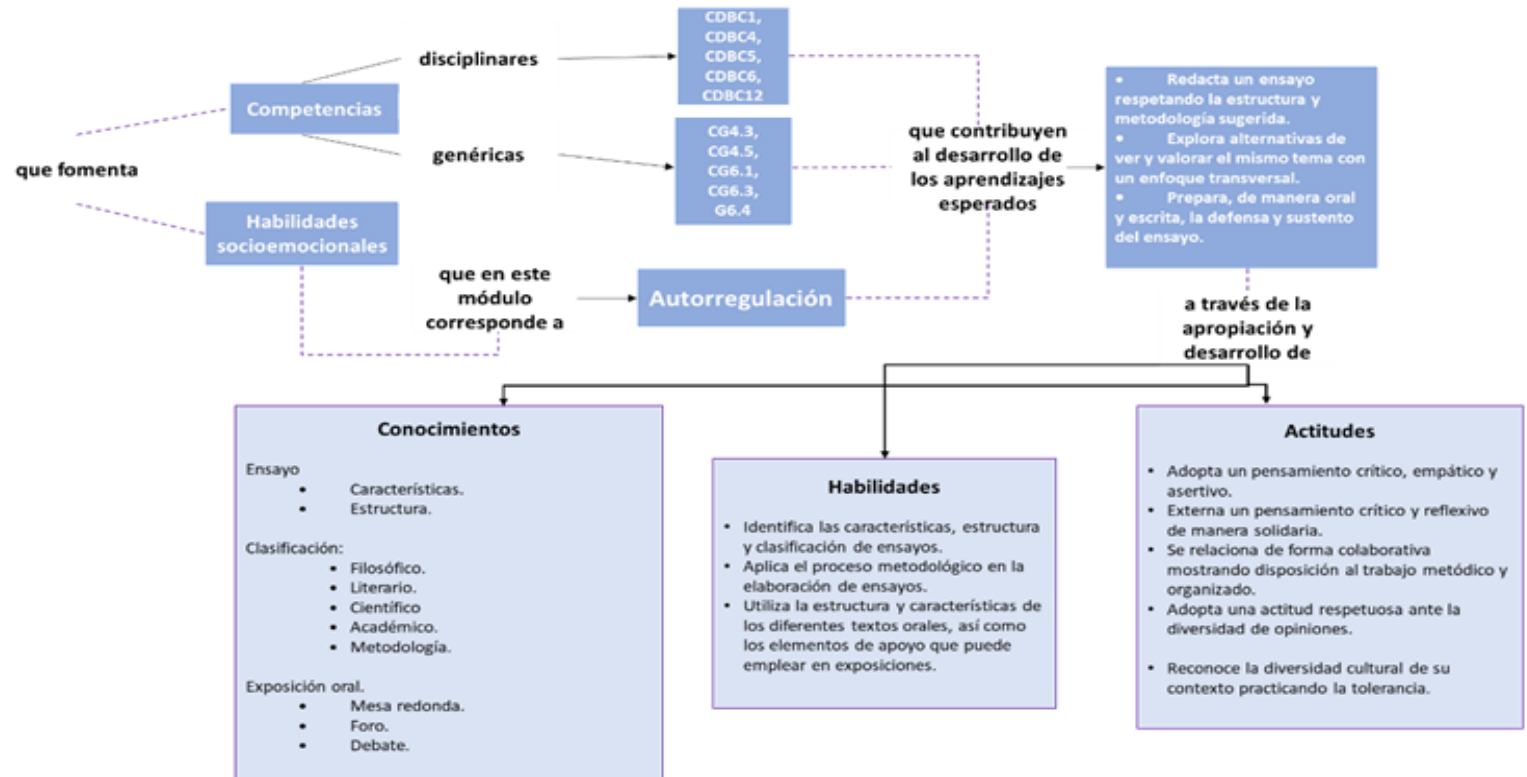 que fomenta
Competencias
disciplinares
CDBC1,
CDBC4,
CDBC5,
CDBC6,
CDBC12
genéricas
CG4.3,
CG4.5,
CG6.1,
CG6.3,
G6.4
Habilidades
socioemocionales
que en este
módulo
corresponde a
Autorregulación
que contribuyen
al desarrollo de
los aprendizajes
esperados
• Redacta un ensayo
respetando la estructura y
metodología sugerida.
• Explora alternativas de
ver y valorar el mismo tema con
un enfoque transversal.
• Prepara, de manera oral
y escrita, la defensa y sustento
del ensayo.
a través de la
apropiación y
desarrollo de
Conocimientos
Ensayo
• Características.
• Estructura.
Clasificación:
• Filosófico.
• Literario.
• Científico
• Académico.
• Metodología.
Exposición oral.
• Mesa redonda.
• Foro.
• Debate.
Habilidades
• Identifica las características, estructura
y clasificación de ensayos.
• Aplica el proceso metodológico en la
elaboración de ensayos.
• Utiliza la estructura y características de
los diferentes textos orales, así como
los elementos de apoyo que puede
emplear en exposiciones.
Actitudes
• Adopta un pensamiento crítico, empático y
asertivo.
• Externa un pensamiento crítico y reflexivo
de manera solidaria.
• Se relaciona de forma colaborativa
mostrando disposición al trabajo metódico y
organizado.
• Adopta una actitud respetuosa ante la
diversidad de opiniones.
• Reconoce la diversidad cultural de su
contexto practicando la tolerancia.